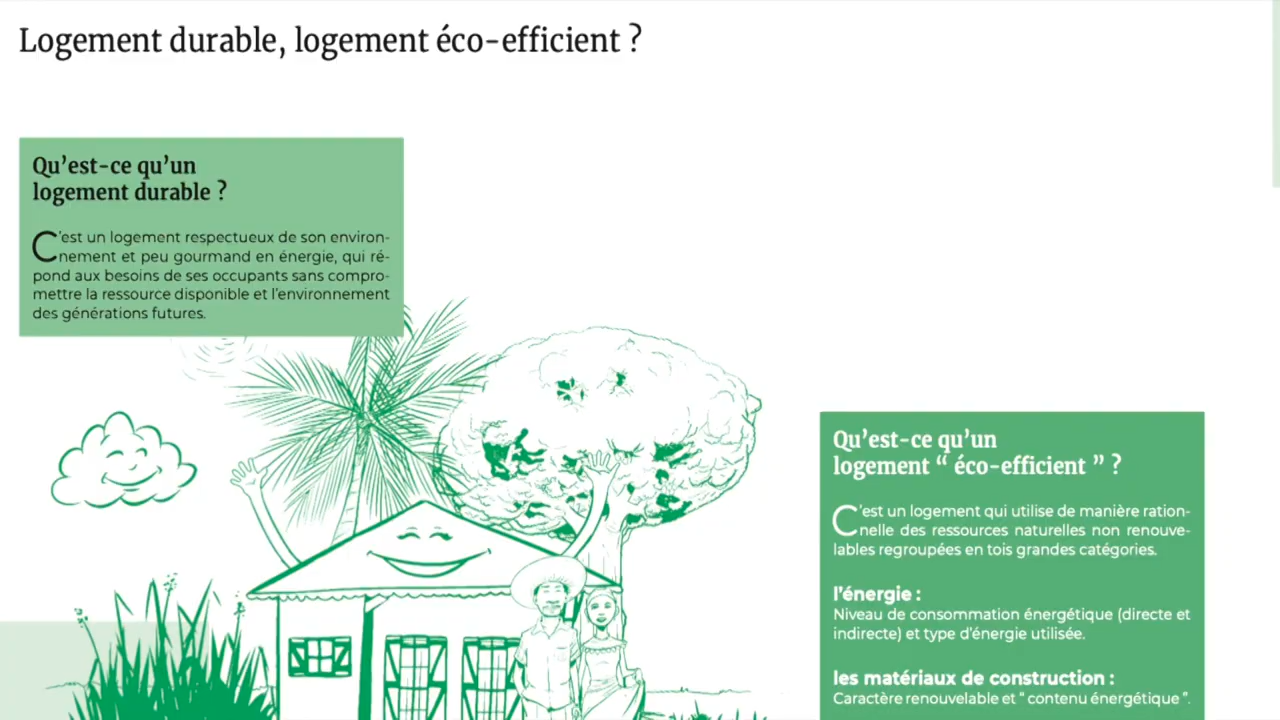 Logement durable, logement éco-efficient ?
Qu’est-ce qu’un
logement durable ?
C’est un logement respectueux de son environ-
nement et peu gourmand en énergie, qui ré-
pond aux besoins de ses occupants sans compro-
mettre la ressource disponible et l’environnement
des générations futures.
Qu’est-ce qu’un
logement “ éco-efficient ” ?
C’est un logement qui utilise de manière ration-
nelle des ressources naturelles non renouve-
lables regroupées en tois grandes catégories.
l’énergie :
Niveau de consommation énergétique (directe et
indirecte) et type d’énergie utilisée.
les matériaux de construction :
Caractère renouvelable et “ contenu énergétique ”.